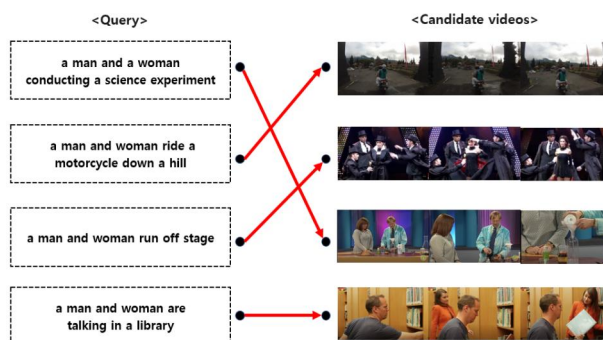 <Query>
<Candidate videos>
a man and a woman
conducting a science experiment
a man and woman ride a
motorcycle down a hill
a man and woman run off stage
a man and woman are
talking in a library